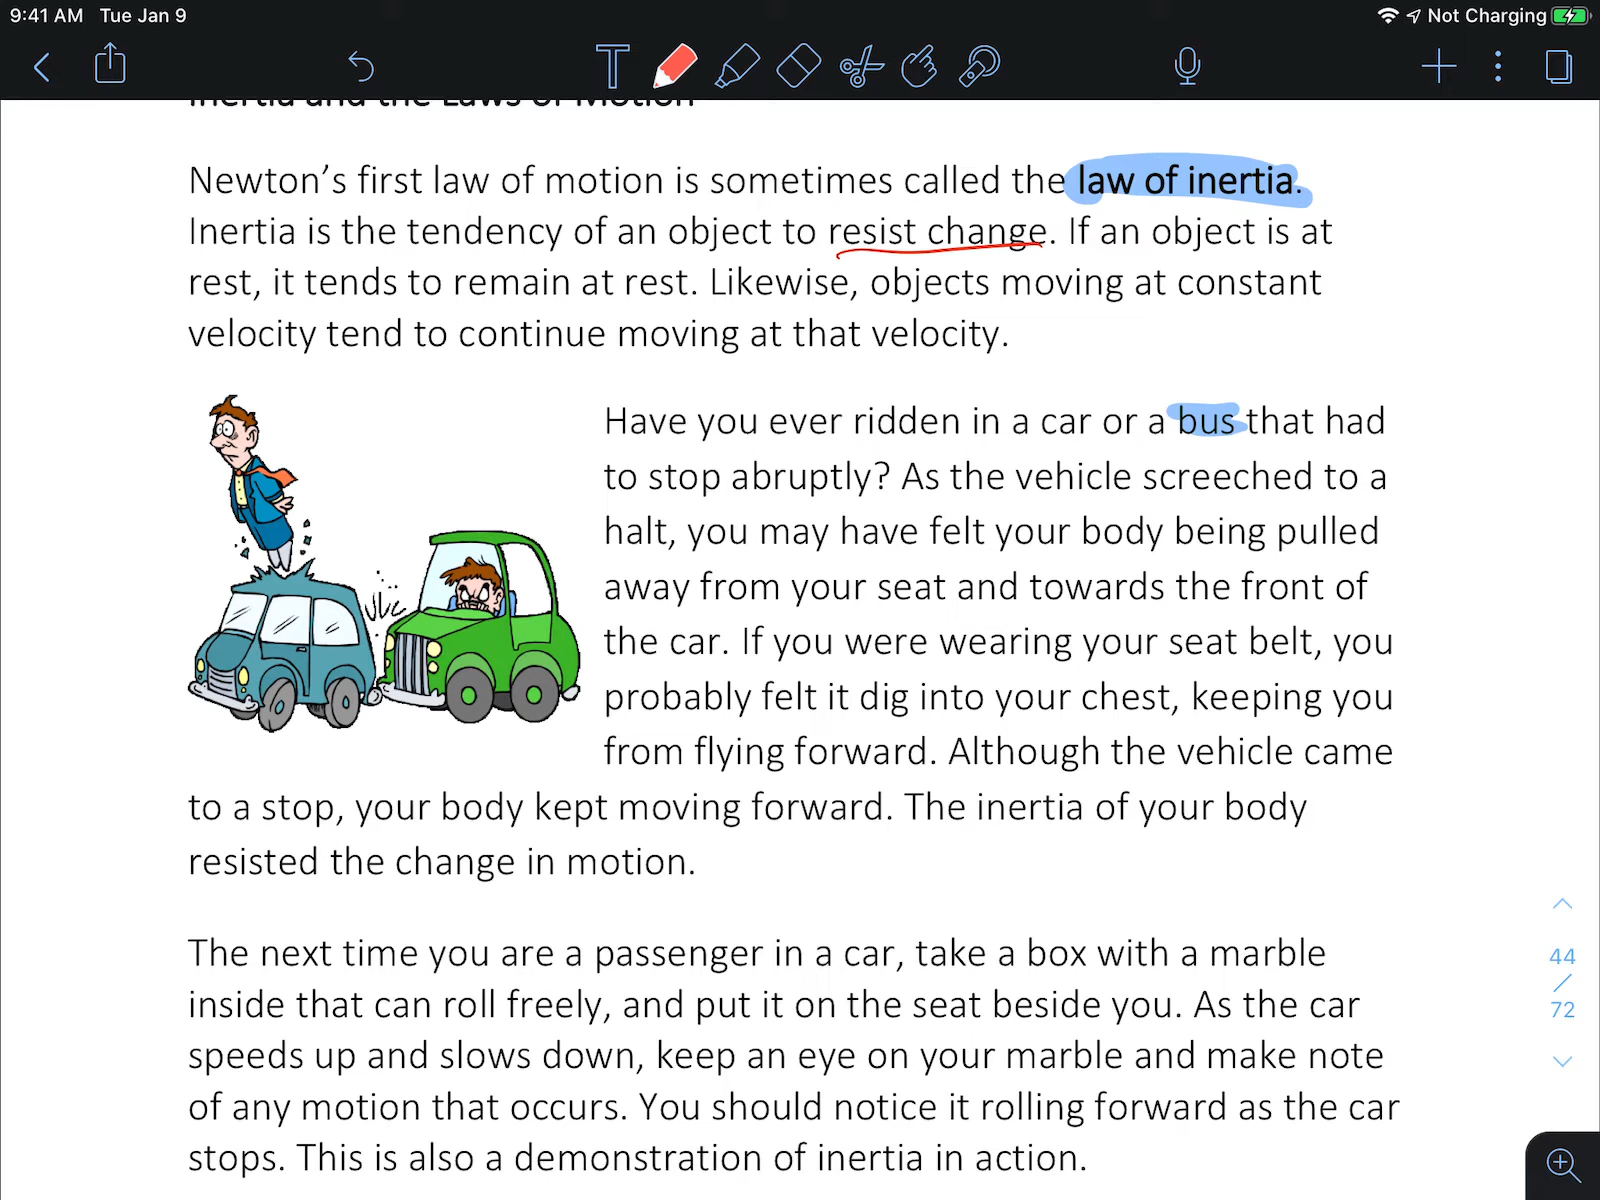 9:41 AM Tue Jan 9
Not Charging
Inertia and the Laws of Motion
Newton’s first law of motion is sometimes called the law of inertia.
Inertia is the tendency of an object to resist change. If an object is at
rest, it tends to remain at rest. Likewise, objects moving at constant
velocity tend to continue moving at that velocity.
Have you ever ridden in a car or a bus that had
to stop abruptly? As the vehicle screeched to a
halt, you may have felt your body being pulled
away from your seat and towards the front of
the car. If you were wearing your seat belt, you
probably felt it dig into your chest, keeping you
from flying forward. Although the vehicle came
to a stop, your body kept moving forward. The inertia of your body
resisted the change in motion.
The next time you are a passenger in a car, take a box with a marble
inside that can roll freely, and put it on the seat beside you. As the car
speeds up and slows down, keep an eye on your marble and make note
of any motion that occurs. You should notice it rolling forward as the car
stops. This is also a demonstration of inertia in action.
44
/
72